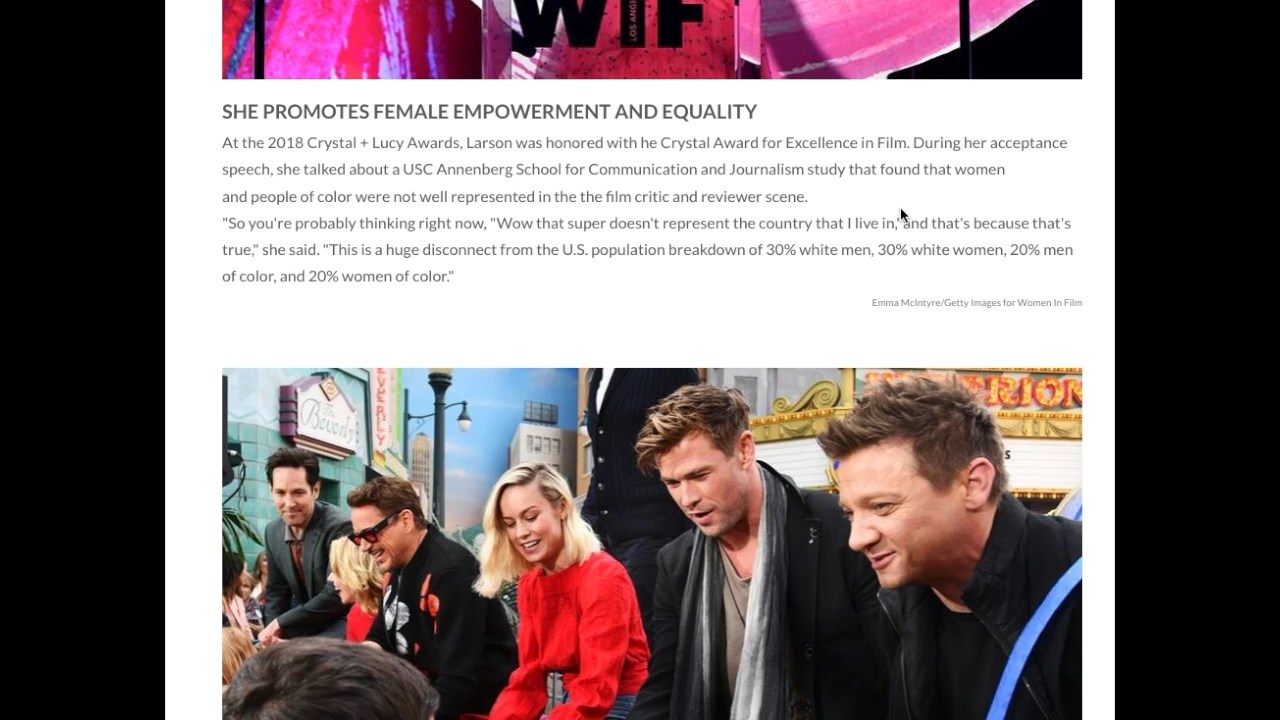 WIF
LOS ANGE
SHE PROMOTES FEMALE EMPOWERMENT AND EQUALITY
At the 2018 Crystal + Lucy Awards, Larson was honored with he Crystal Award for Excellence in Film. During her acceptance
speech, she talked about a USC Annenberg School for Communication and Journalism study that found that women
and people of color were not well represented in the the film critic and reviewer scene.
"So you're probably thinking right now, "Wow that super doesn't represent the country that I live in,"and that's because that's
true," she said. "This is a huge disconnect from the U.S. population breakdown of 30% white men, 30% white women, 20% men
of color, and 20% women of color."
Emma McIntyre/Getty Images for Women In Film
The
Beverly